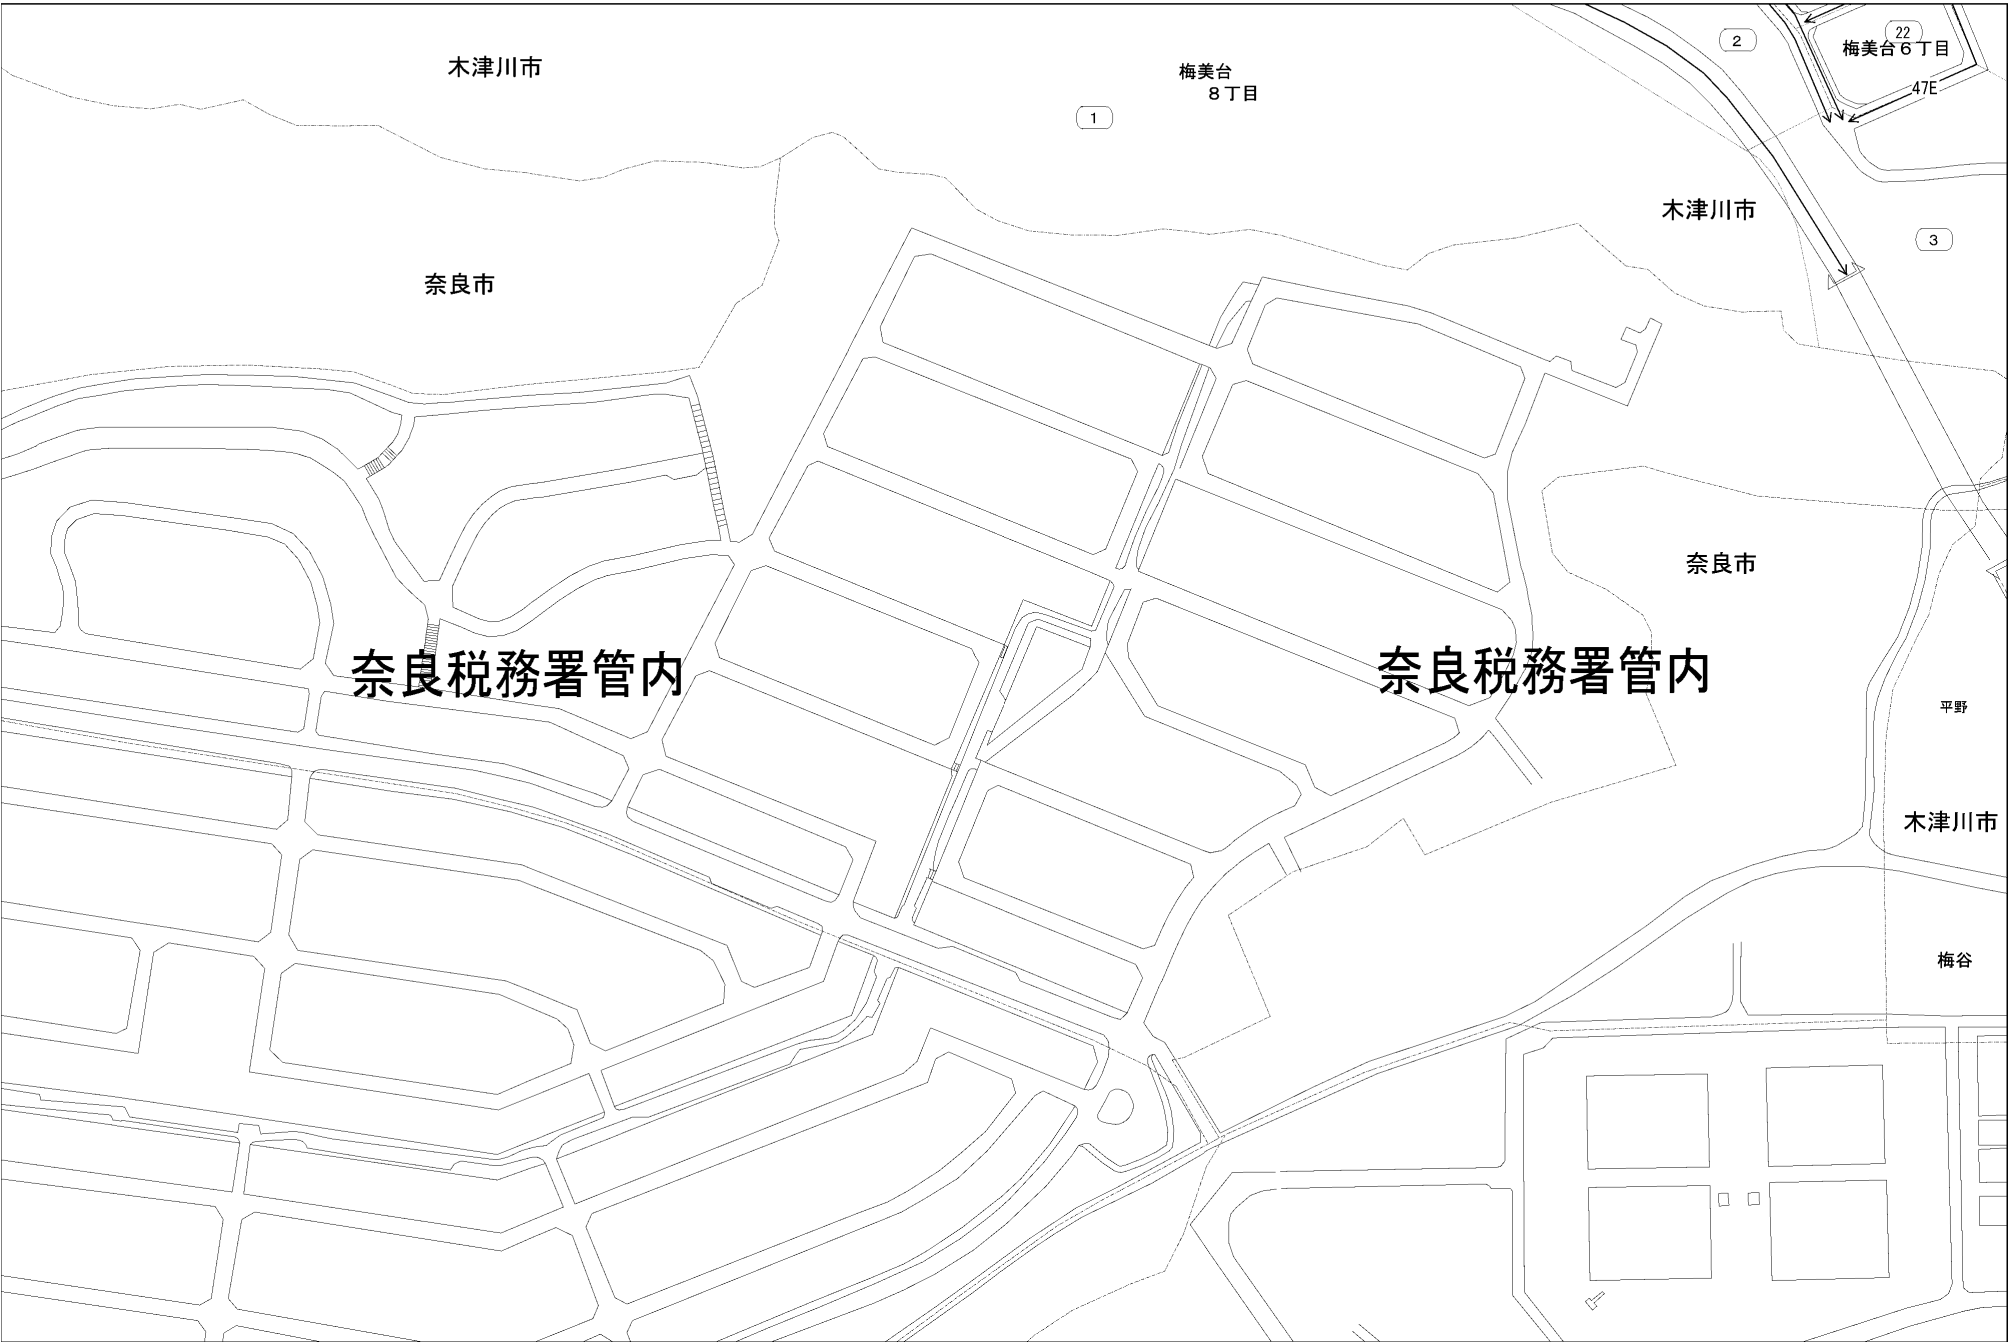 2
22
梅美台６丁目
木津川市
梅美台
８丁目
47E
1
木津川市
3
奈良市
奈良市
奈良税務署管内
奈良税務署管内
平野
木津川市
梅谷